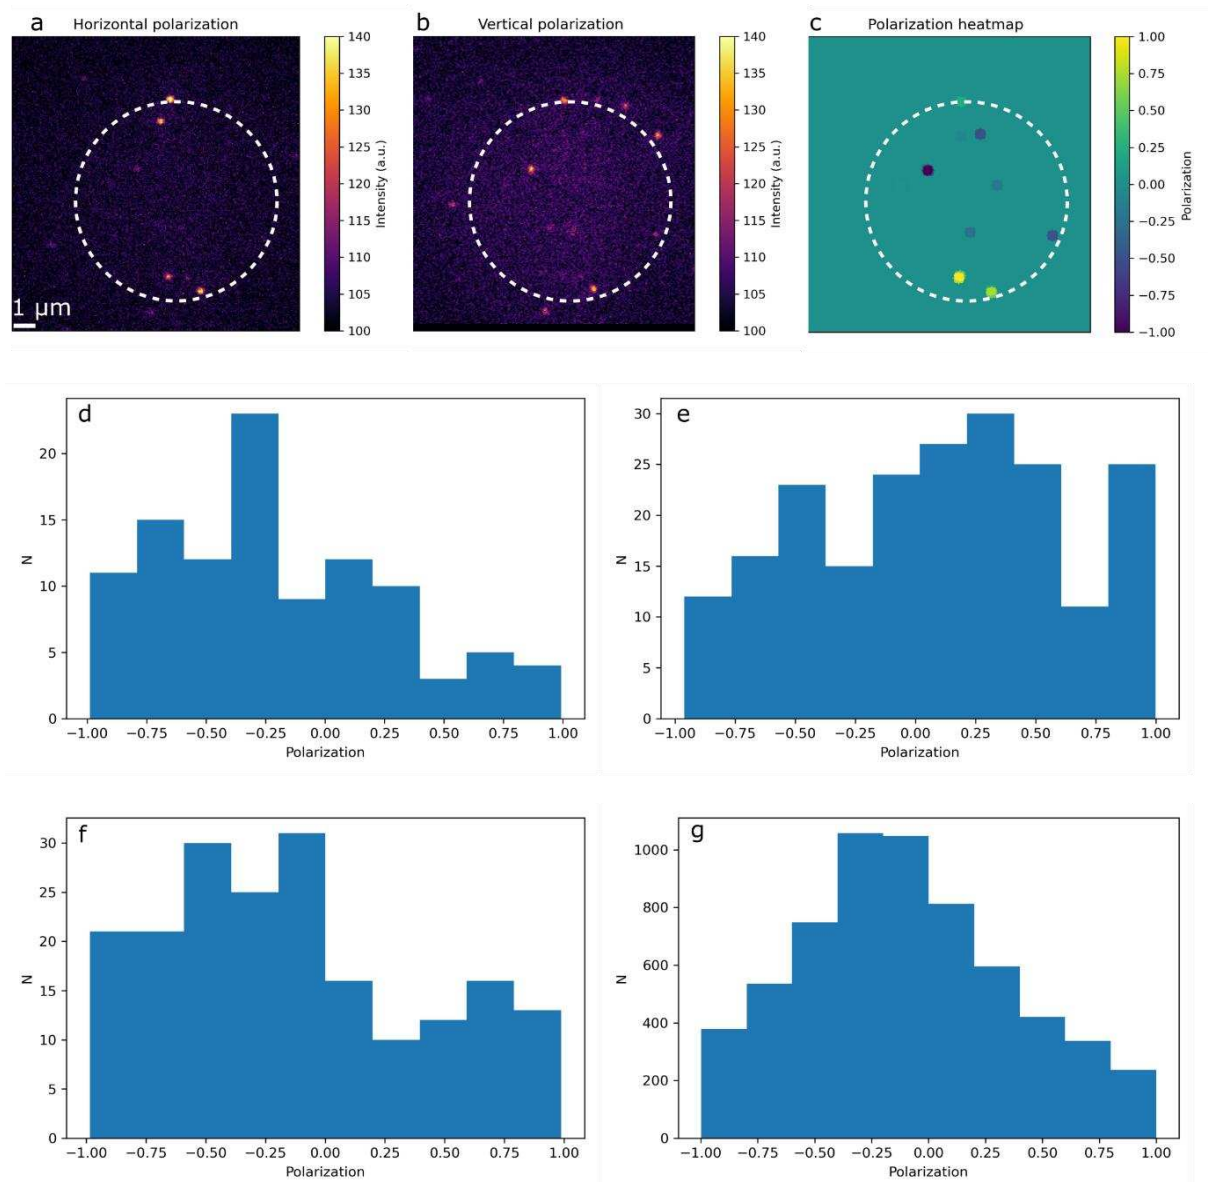 a Horizontal polarization
140
135
130
125
120
115
110
105
100
Intensity (a.u.)
1 μm
b Vertical polarization
140
135
130
125
120
115
110
105
100
Intensity (a.u.)
c Polarization heatmap
1.00
0.75
0.50
0.25
0.00
−0.25
−0.50
−0.75
−1.00
Polarization
d
20
15
10
5
0
N
−1.00 −0.75 −0.50 −0.25 0.00 0.25 0.50 0.75 1.00
Polarization
e
30
25
20
15
10
5
0
N
−1.00 −0.75 −0.50 −0.25 0.00 0.25 0.50 0.75 1.00
Polarization
f
30
25
20
15
10
5
0
N
−1.00 −0.75 −0.50 −0.25 0.00 0.25 0.50 0.75 1.00
Polarization
g
1000
800
600
400
200
0
N
−1.00 −0.75 −0.50 −0.25 0.00 0.25 0.50 0.75 1.00
Polarization